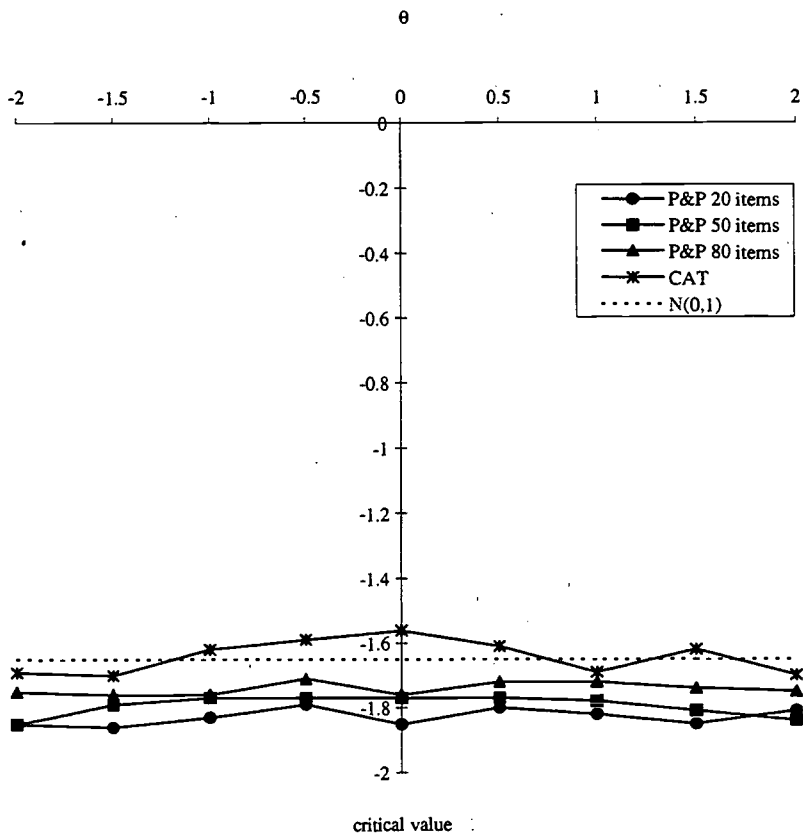 θ
-2 -1.5 -1 -0.5 0 0.5 1 1.5 2
0
-0.2
-0.4
-0.6
-0.8
-1
-1.2
-1.4
-1.6
-1.8
-2
P&P 20 items
P&P 50 items
P&P 80 items
CAT
N(0,1)
critical value